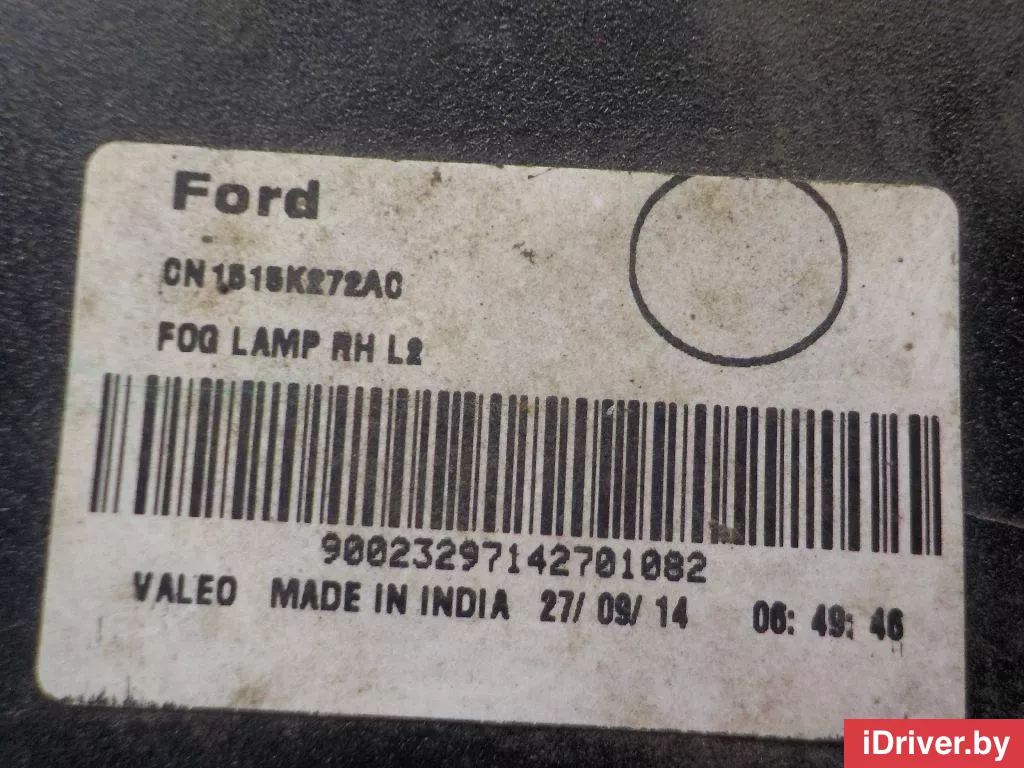 Ford
CN1515K272AC
FOG LAMP RH L2
90023297142701082
VALEO MADE IN INDIA 27/ 09/ 14 06: 49: 46
iDriver.by